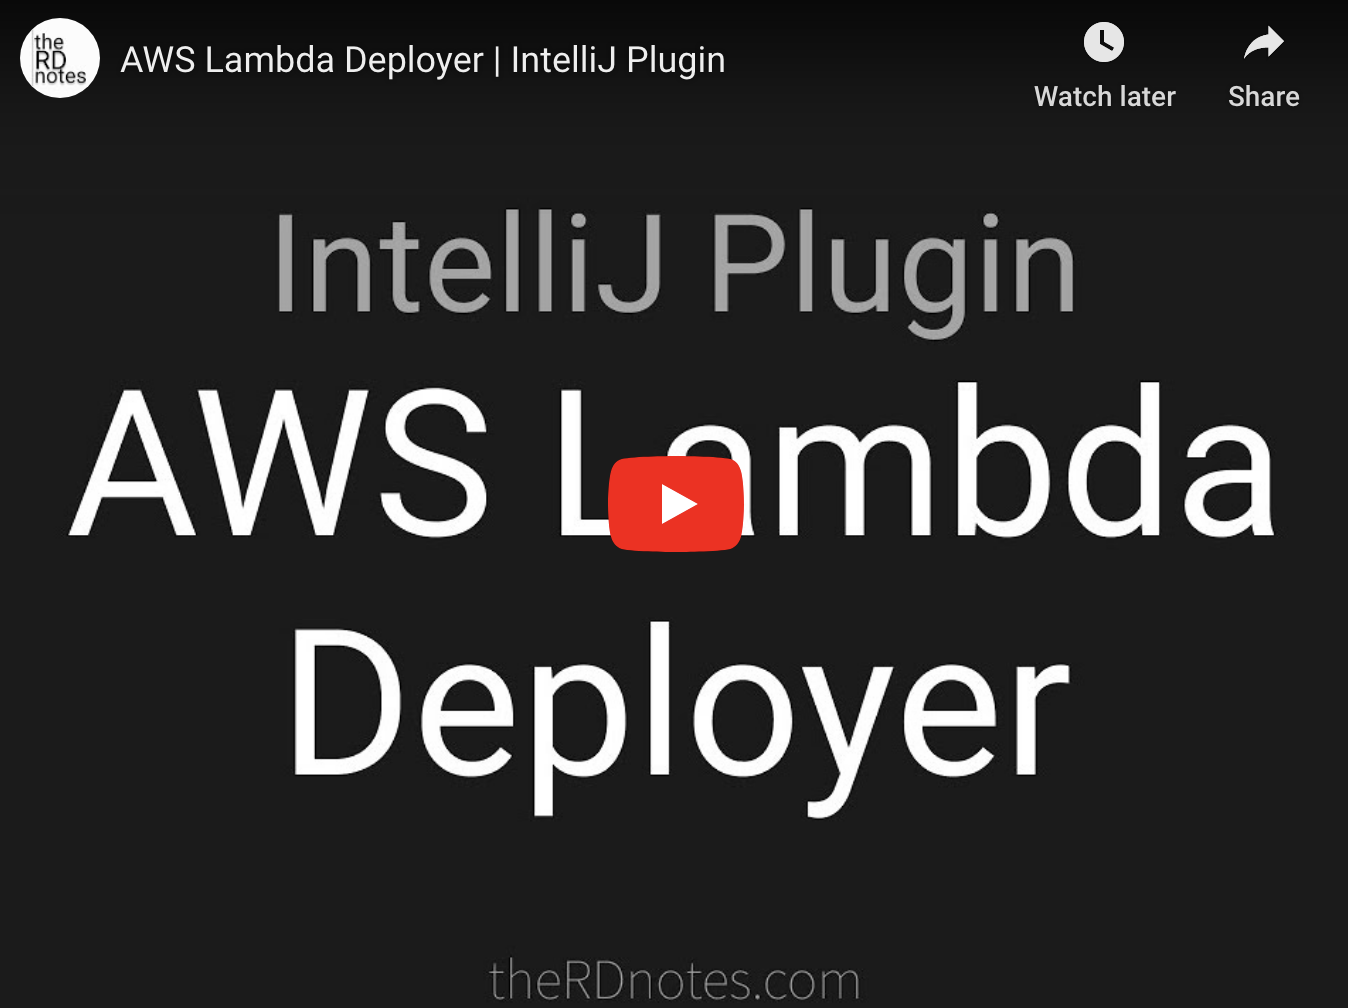 the
RD
notes
AWS Lambda Deployer | IntelliJ Plugin
Watch later
Share
IntelliJ Plugin
AWS Lambda
Deployer
theRDnotes.com